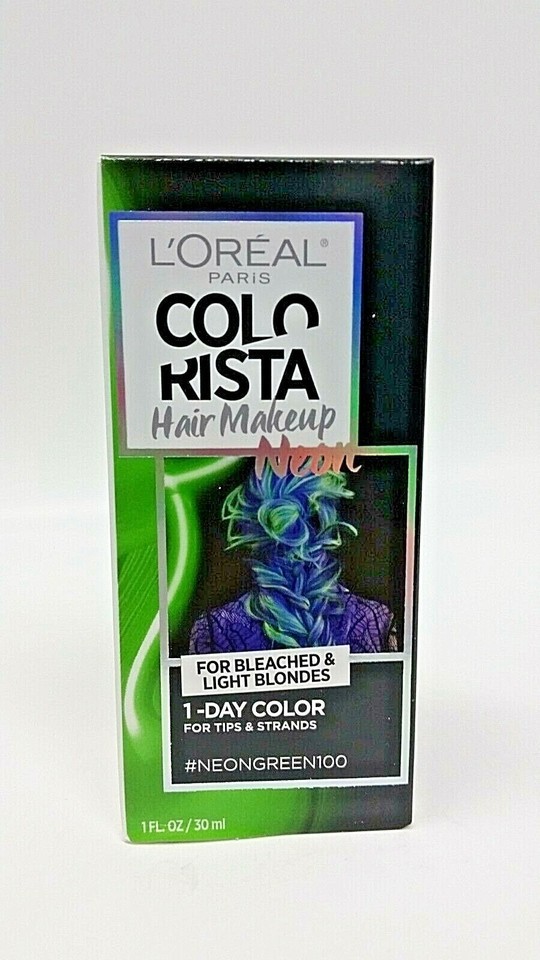 L'ORÉAL®
PARiS
COLO
RISTA
Hair Makeup
Neon
FOR BLEACHED &
LIGHT BLONDES
1-DAY COLOR
FOR TIPS & STRANDS
#NEONGREEN100
1 FL. OZ / 30 ml